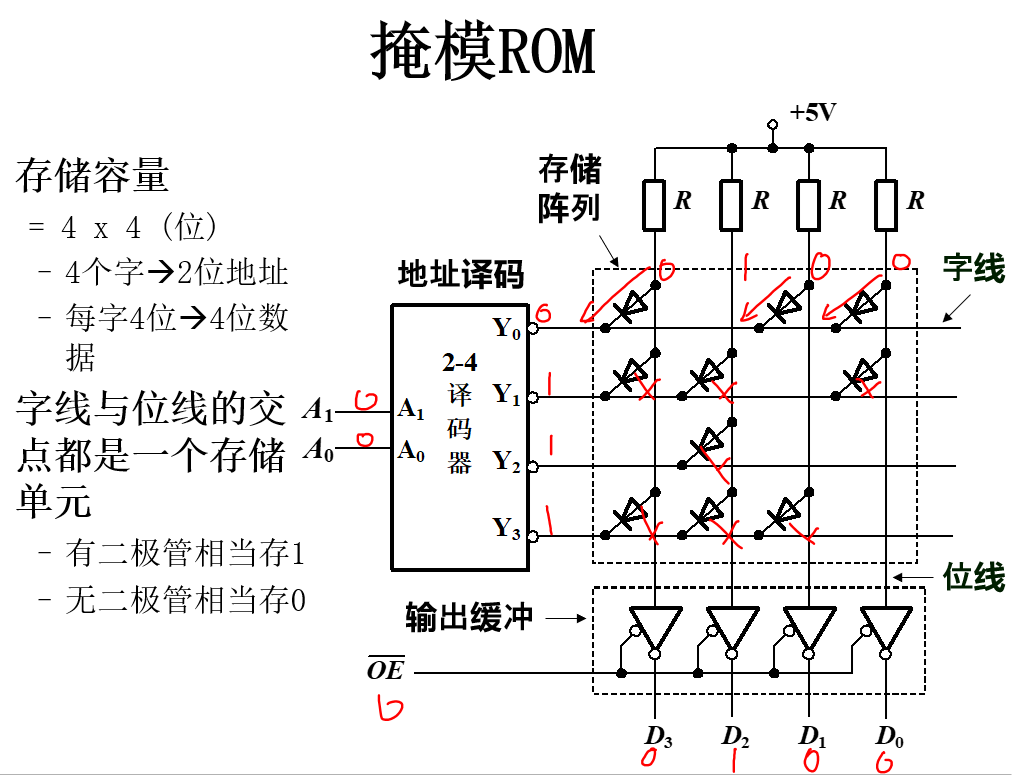 掩模ROM
存储容量
= 4 x 4 (位)
- 4个字→2位地址
- 每字4位→4位数
据
字线与位线的交
点都是一个存储
单元
- 有二极管相当存1
- 无二极管相当存0
+5V
存储
阵列
R
R
R
R
地址译码
0
1
0
0
字线
Y0
0
2-4
译
码
器
A1
0
A1
Y1
1
A0
0
A0
Y2
1
Y3
1
位线
输出缓冲
OE
0
D3
D2
D1
D0
0
1
0
0